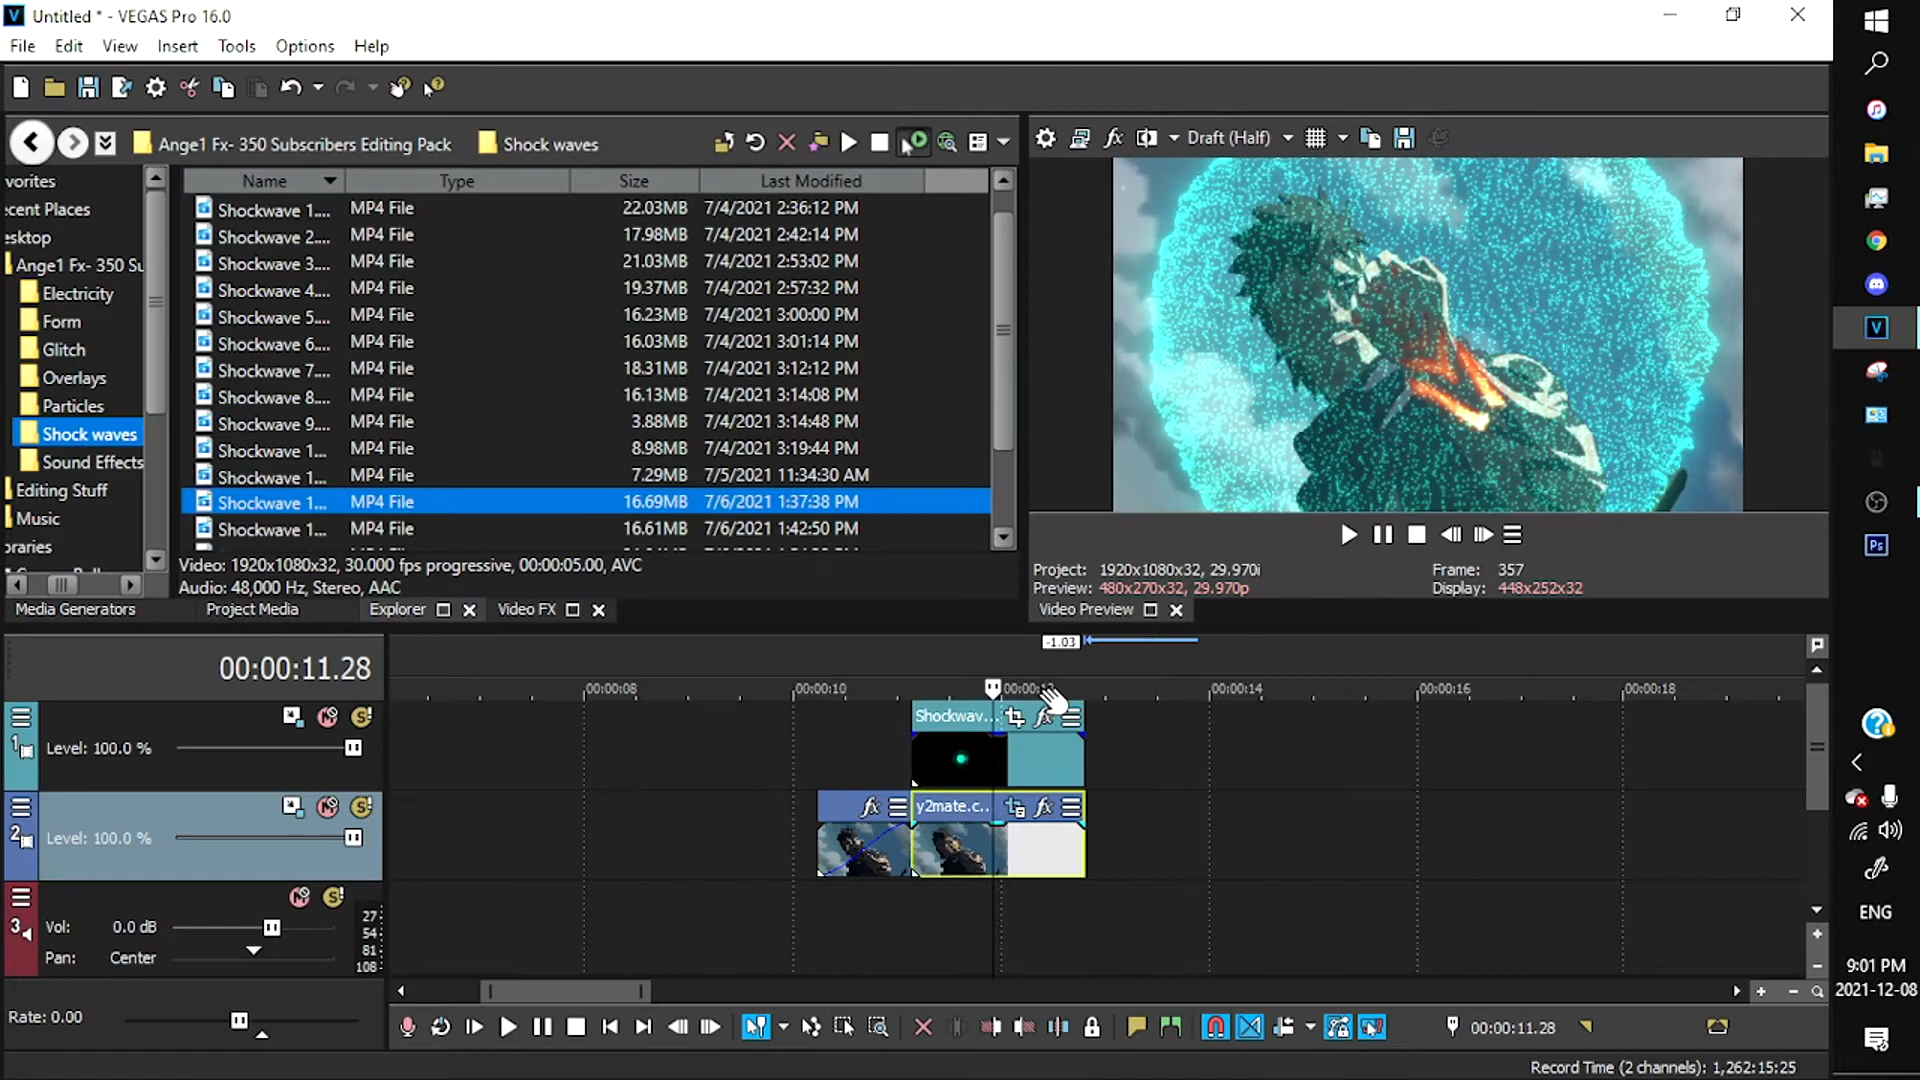 Untitled * - VEGAS Pro 16.0
File Edit View Insert Tools Options Help
Ange1 Fx- 350 Subscribers Editing Pack Shock waves
Draft (Half)
Name Type Size Last Modified
vorites
ecent Places
esktop
Ange1 Fx- 350 Su
Electricity
Form
Glitch
Overlays
Particles
Shock waves
Sound Effects
Editing Stuff
Music
oraries
Shockwave 1.... MP4 File 22.03MB 7/4/2021 2:36:12 PM
Shockwave 2.... MP4 File 17.98MB 7/4/2021 2:42:14 PM
Shockwave 3.... MP4 File 21.03MB 7/4/2021 2:53:02 PM
Shockwave 4.... MP4 File 19.37MB 7/4/2021 2:57:32 PM
Shockwave 5.... MP4 File 16.23MB 7/4/2021 3:00:00 PM
Shockwave 6.... MP4 File 16.03MB 7/4/2021 3:01:14 PM
Shockwave 7.... MP4 File 18.31MB 7/4/2021 3:12:12 PM
Shockwave 8.... MP4 File 16.13MB 7/4/2021 3:14:08 PM
Shockwave 9.... MP4 File 3.88MB 7/4/2021 3:14:48 PM
Shockwave 1... MP4 File 8.98MB 7/4/2021 3:19:44 PM
Shockwave 1... MP4 File 7.29MB 7/5/2021 11:34:30 AM
Shockwave 1... MP4 File 16.69MB 7/6/2021 1:37:38 PM
Shockwave 1... MP4 File 16.61MB 7/6/2021 1:42:50 PM
Video: 1920x1080x32, 30.000 fps progressive, 00:00:05.00, AVC
Audio: 48,000 Hz, Stereo, AAC
Media Generators Project Media Explorer Video FX
Project: 1920x1080x32, 29.970i Frame: 357
Preview: 480x270x32, 29.970p Display: 448x252x32
Video Preview
-1.03
00:00:11.28
00:00:08 00:00:10 00:00:12 00:00:14 00:00:16 00:00:18
1 Level: 100.0 %
Shockwav... fx
2 Level: 100.0 %
fx y2mate.c... fx
3 Vol: 0.0 dB
Pan: Center
27
54
81
108
Rate: 0.00
00:00:11.28
Record Time (2 channels): 1,262:15:25
V
Ps
ENG
9:01 PM
2021-12-08